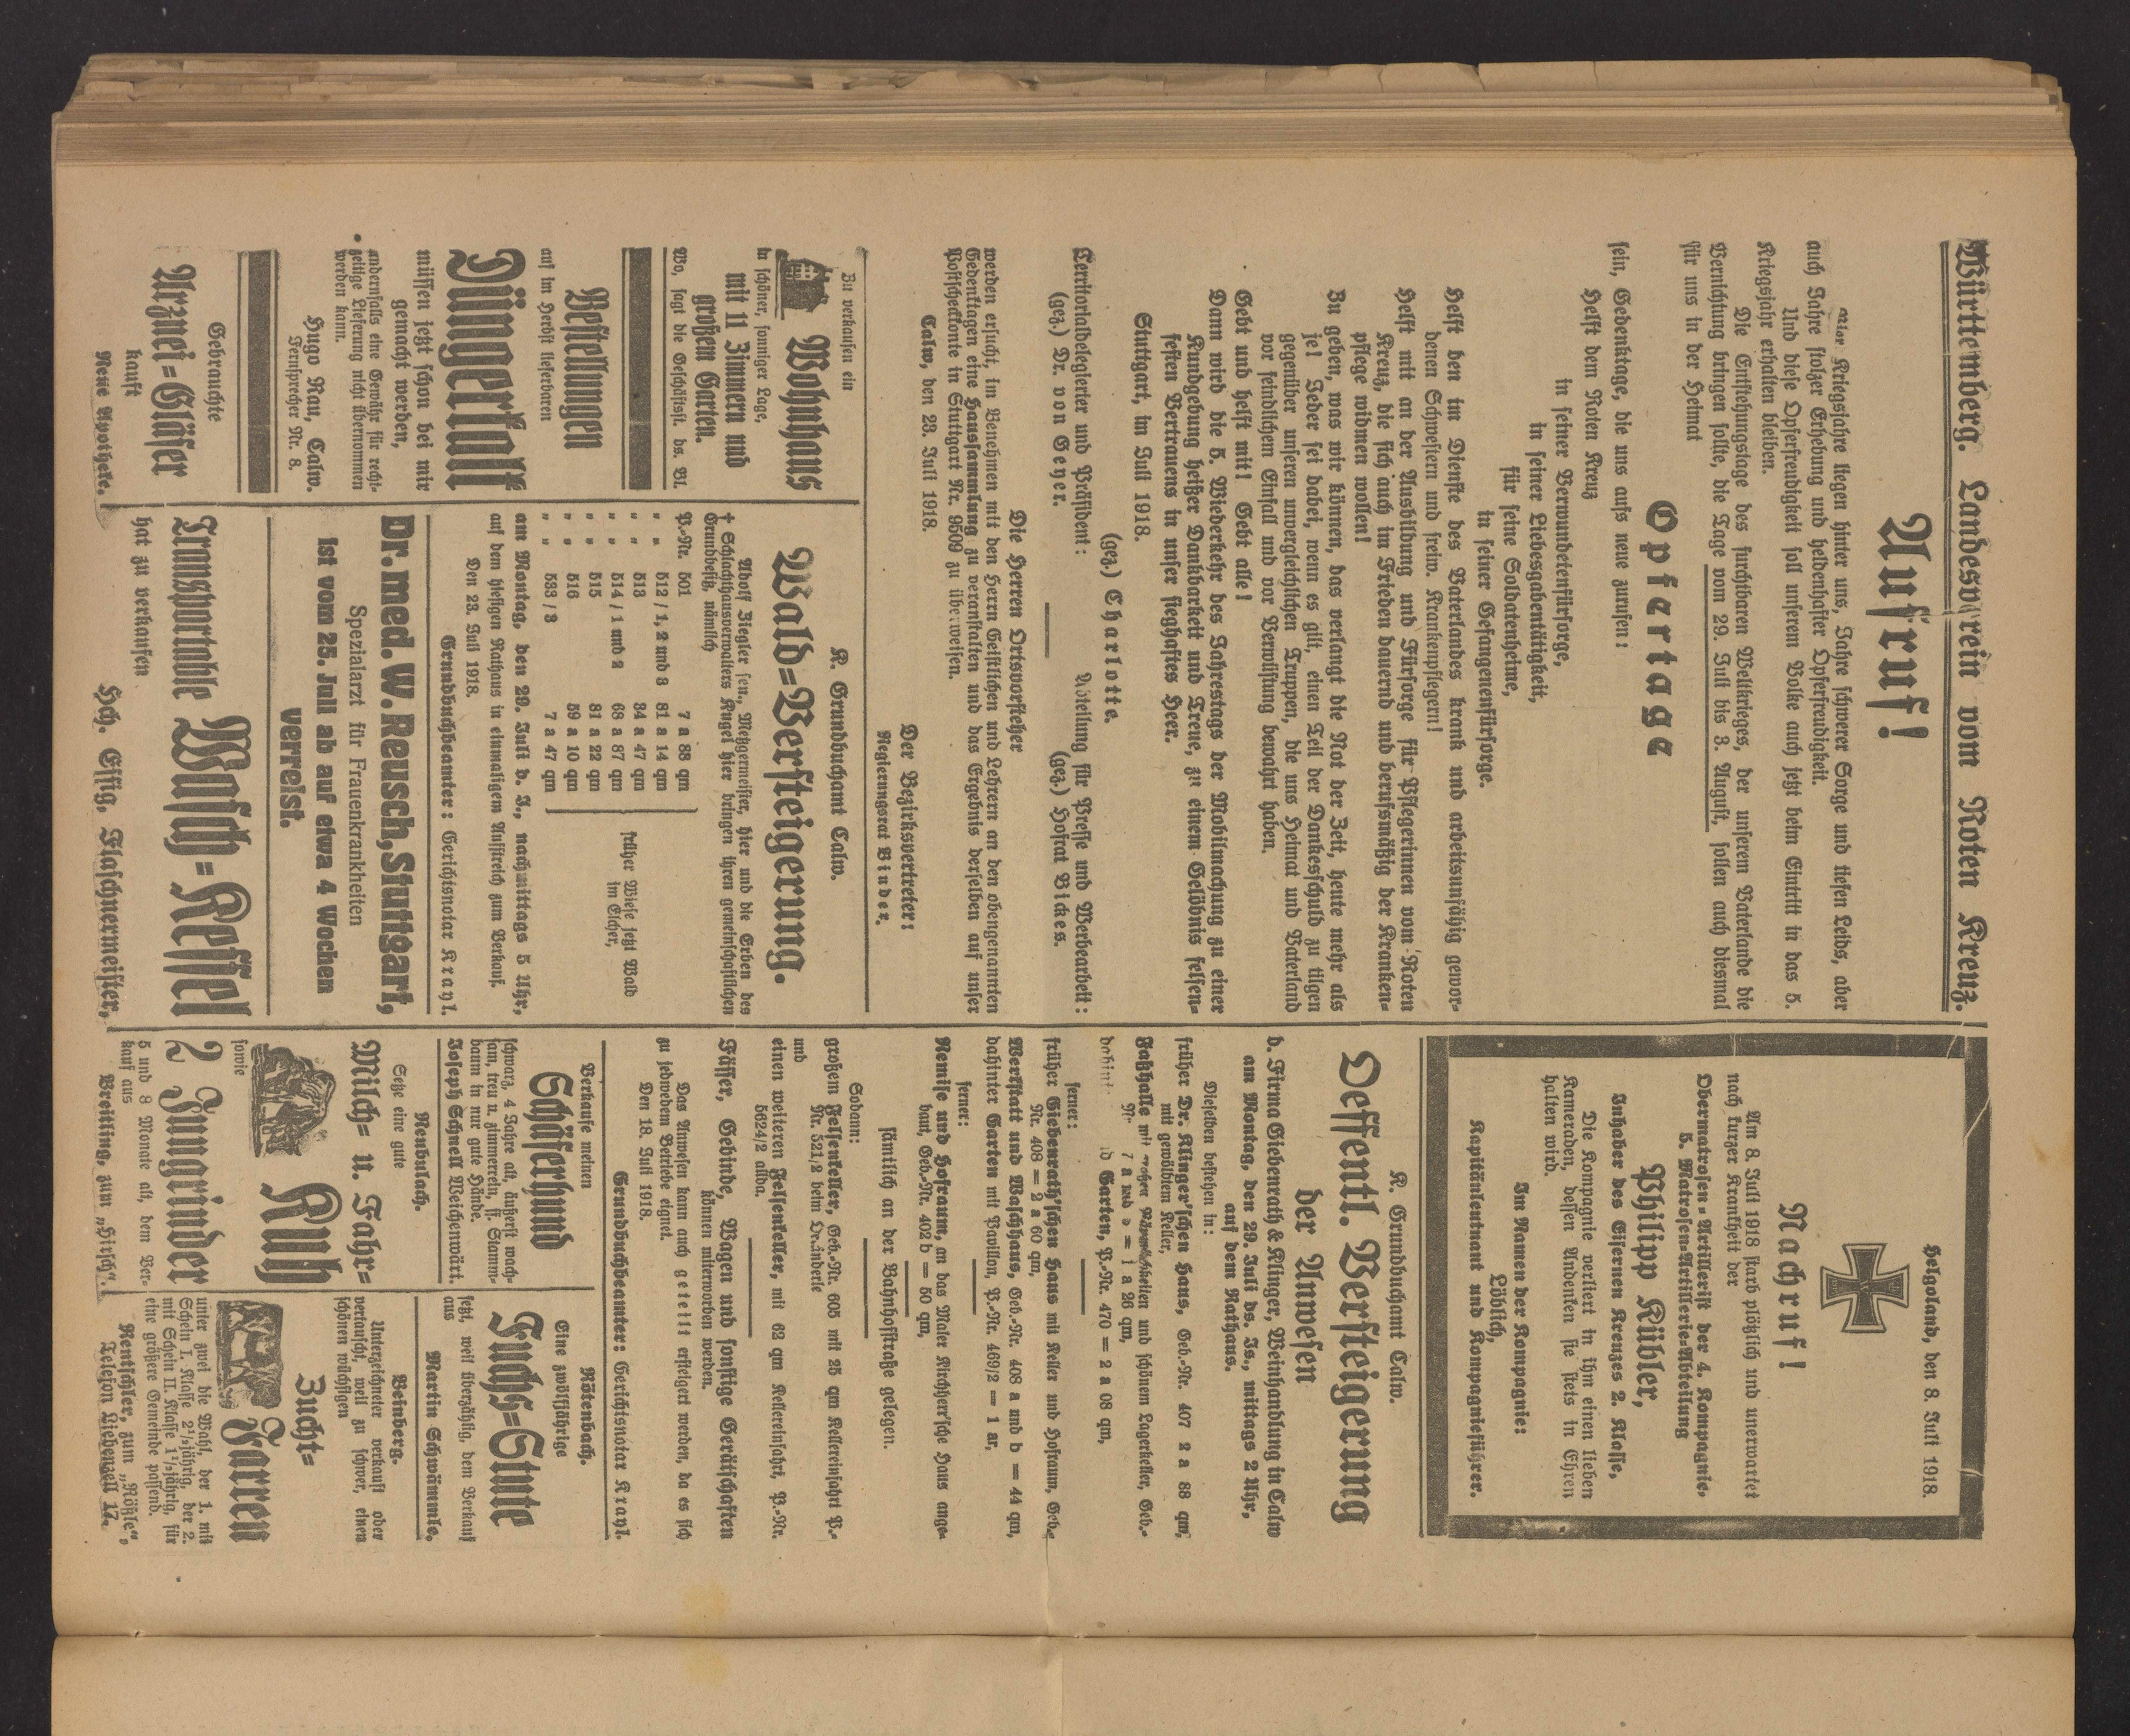 Württemberg. Landesverein vom Roten Kreuz.
Aufruf!
Vier Kriegsjahre liegen hinter uns, Jahre schwerer Sorge und tiefen Leids, aber
auch Jahre stolzer Erhebung und heldenhafter Opferfreudigkeit.
Und diese Opferfreudigkeit soll unserem Volke auch jetzt beim Eintritt in das 5.
Kriegsjahr erhalten bleiben.
Die Entstehungstage des furchtbaren Weltkrieges, der unserem Vaterlande die
Vernichtung bringen sollte, die Tage vom 29. Juli bis 3. August, sollen auch diesmal
für uns in der Heimat
Opfertage
sein, Gedenktage, die uns aufs neue zurufen!
Helft dem Roten Kreuz
in seiner Verwundetenfürsorge,
in seiner Liebesgabentätigkeit,
für seine Soldatenheime,
in seiner Gefangenenfürsorge.
Helft den im Dienste des Vaterlandes krank und arbeitsunfähig gewor-
denen Schwestern und freiw. Krankenpflegern!
Helft mit an der Ausbildung und Fürsorge für Pflegerinnen vom Roten
Kreuz, die sich auch im Frieden dauernd und berufsmäßig der Kranken-
pflege widmen wollen!
Zu geben, was wir können, das verlangt die Not der Zeit, heute mehr als
je! Jeder sei dabei, wenn es gilt, einen Teil der Dankesschuld zu tilgen
gegenüber unseren unvergleichlichen Truppen, die uns Heimat und Vaterland
vor feindlichem Einfall und vor Verwüstung bewahrt haben.
Gebt und helft mit! Gebt alle!
Dann wird die 5. Wiederkehr des Jahrestags der Mobilmachung zu einer
Kundgebung heißer Dankbarkeit und Treue, zu einem Gelöbnis felsen-
festen Vertrauens in unser sieghaftes Heer.
Stuttgart, im Juli 1918.
(gez.) Charlotte.
Territorialdelegierter und Präsident: Abteilung für Presse und Werbearbeit:
(gez.) Dr. von Geyer. (gez.) Hofrat Bickes.
Die Herren Ortsvorsteher
werden ersucht, im Benehmen mit den Herrn Geistlichen und Lehrern an den obengenannten
Gedenktagen eine Haussammlung zu veranstalten und das Ergebnis derselben auf unser
Postscheckkonto in Stuttgart Nr. 9509 zu überweisen.
Calw, den 23. Juli 1918.
Der Bezirksvertreter:
Regierungsrat Binder.
Zu verkaufen ein
Wohnhaus
in schöner, sonniger Lage,
mit 11 Zimmern und
großem Garten.
Wo, sagt die Geschäftsst. ds. Bl.
Bestellungen
auf im Herbst lieferbaren
Düngerkalk
müssen jetzt schon bei mir
gemacht werden,
andernfalls eine Gewähr für recht-
zeitige Lieferung nicht übernommen
werden kann.
Hugo Rau, Calw.
Fernsprecher Nr. 8.
Gebrauchte
Arznei-Gläser
kauft
Neue Apotheke.
K. Grundbuchamt Calw.
Wald-Versteigerung.
Adolf Ziegler sen., Metzgermeister, hier und die Erben des
† Schlachthausverwalters Kugel hier bringen ihren gemeinschaftlichen
Grundbesitz, nämlich
P.-Nr. 501 7 a 88 qm
" " 512/1, 2 und 3 81 a 14 qm
" " 513 34 a 47 qm
" " 514/1 und 2 68 a 87 qm
" " 515 81 a 22 qm
" " 516 59 a 10 qm
" " 533/3 7 a 47 qm
früher Wiese jetzt Wald
im Eicher,
am Montag, den 29. Juli d. J., nachmittags 5 Uhr,
auf dem hiesigen Rathaus in einmaligem Aufstreich zum Verkauf.
Den 23. Juli 1918.
Grundbuchbeamter: Gerichtsnotar Krayl.
Dr. med. W. Reusch, Stuttgart,
Spezialarzt für Frauenkrankheiten
ist vom 25. Juli ab auf etwa 4 Wochen
verreist.
Transportable Wasch-Kessel
hat zu verkaufen
Hch. Essig, Flaschnermeister.
Helgoland, den 8. Juli 1918.
Nachruf!
Am 8. Juli 1918 starb plötzlich und unerwartet
nach kurzer Krankheit der
Obermatrosen-Artillerist der 4. Kompagnie,
5. Matrosen-Artillerie-Abteilung
Philipp Kübler,
Inhaber des Eisernen Kreuzes 2. Klasse,
Die Kompagnie verliert in ihm einen lieben
Kameraden, dessen Andenken sie stets in Ehren
halten wird.
Im Namen der Kompagnie:
Löblich,
Kapitänleutnant und Kompagnieführer.
K. Grundbuchamt Calw.
Oeffentl. Versteigerung
der Anwesen
d. Firma Giebenrath & Klinger, Weinhandlung in Calw
am Montag, den 29. Juli ds. Js., mittags 2 Uhr,
auf dem Rathaus.
Dieselben bestehen in:
früher Dr. Klinger'schen Haus, Geb.-Nr. 407 2 a 88 qm,
mit gewölbtem Keller,
Faßhalle mit schönem Lagerkeller, Geb.-
Nr. 7 a und = 1 a 26 qm,
Garten, P.-Nr. 470 = 2 a 08 qm,
ferner:
früher Giebenrath'schen Haus mit Keller und Hofraum, Geb.-
Nr. 408 = 2 a 60 qm,
Werkstatt und Waschhaus, Geb.-Nr. 408 a und b = 44 qm,
dahinter Garten mit Pavillon, P.-Nr. 469/2 = 1 ar,
ferner:
Remise und Hofraum, an das Maler Kirchherr'sche Haus ange-
baut, Geb.-Nr. 402 b = 50 qm,
sämtlich an der Bahnhofstraße gelegen.
Sodann:
großem Felsenkeller, Geb.-Nr. 605 mit 25 qm Kellereinfahrt P.-
Nr. 521/2 beim Oeländerle
und
einen weiteren Felsenkeller, mit 62 qm Kellereinfahrt, P.-Nr.
5624/2 allda.
Fässer, Gebinde, Wagen und sonstige Gerätschaften
können miterworben werden.
Das Anwesen kann auch geteilt ersteigert werden, da es sich
zu jedwedem Betriebe eignet.
Den 18. Juli 1918.
Grundbuchbeamter: Gerichtsnotar Krayl.
Verkaufe meinen
Schäferhund
schwarz, 4 Jahre alt, äußerst wach-
sam, treu u. zimmerrein, ff. Stamm-
baum in nur gute Hände.
Joseph Schnell Weichenwärt.
Neubulach.
Setze eine gute
Milch- u. Fahr-
Kuh
sowie
2 Jungrinder
5 und 8 Monate alt, dem Ver-
kauf aus
Breitling, zum „Hirsch".
Rötenbach.
Eine zwölfjährige
Fuchs-Stute
setzt, weil überzählig, dem Verkauf
aus
Martin Schwämmle.
Beinberg.
Unterzeichneter verkauft oder
vertauscht, weil zu schwer, einen
schönen wüchsigen
Zucht-
Farren
unter zwei die Wahl, der 1. mit
Schein I. Klasse 2½jährig, der 2.
mit Schein II. Klasse 1½jährig, für
eine größere Gemeinde passend.
Rentschler, zum „Rößle",
Telefon Liebenzell 17.